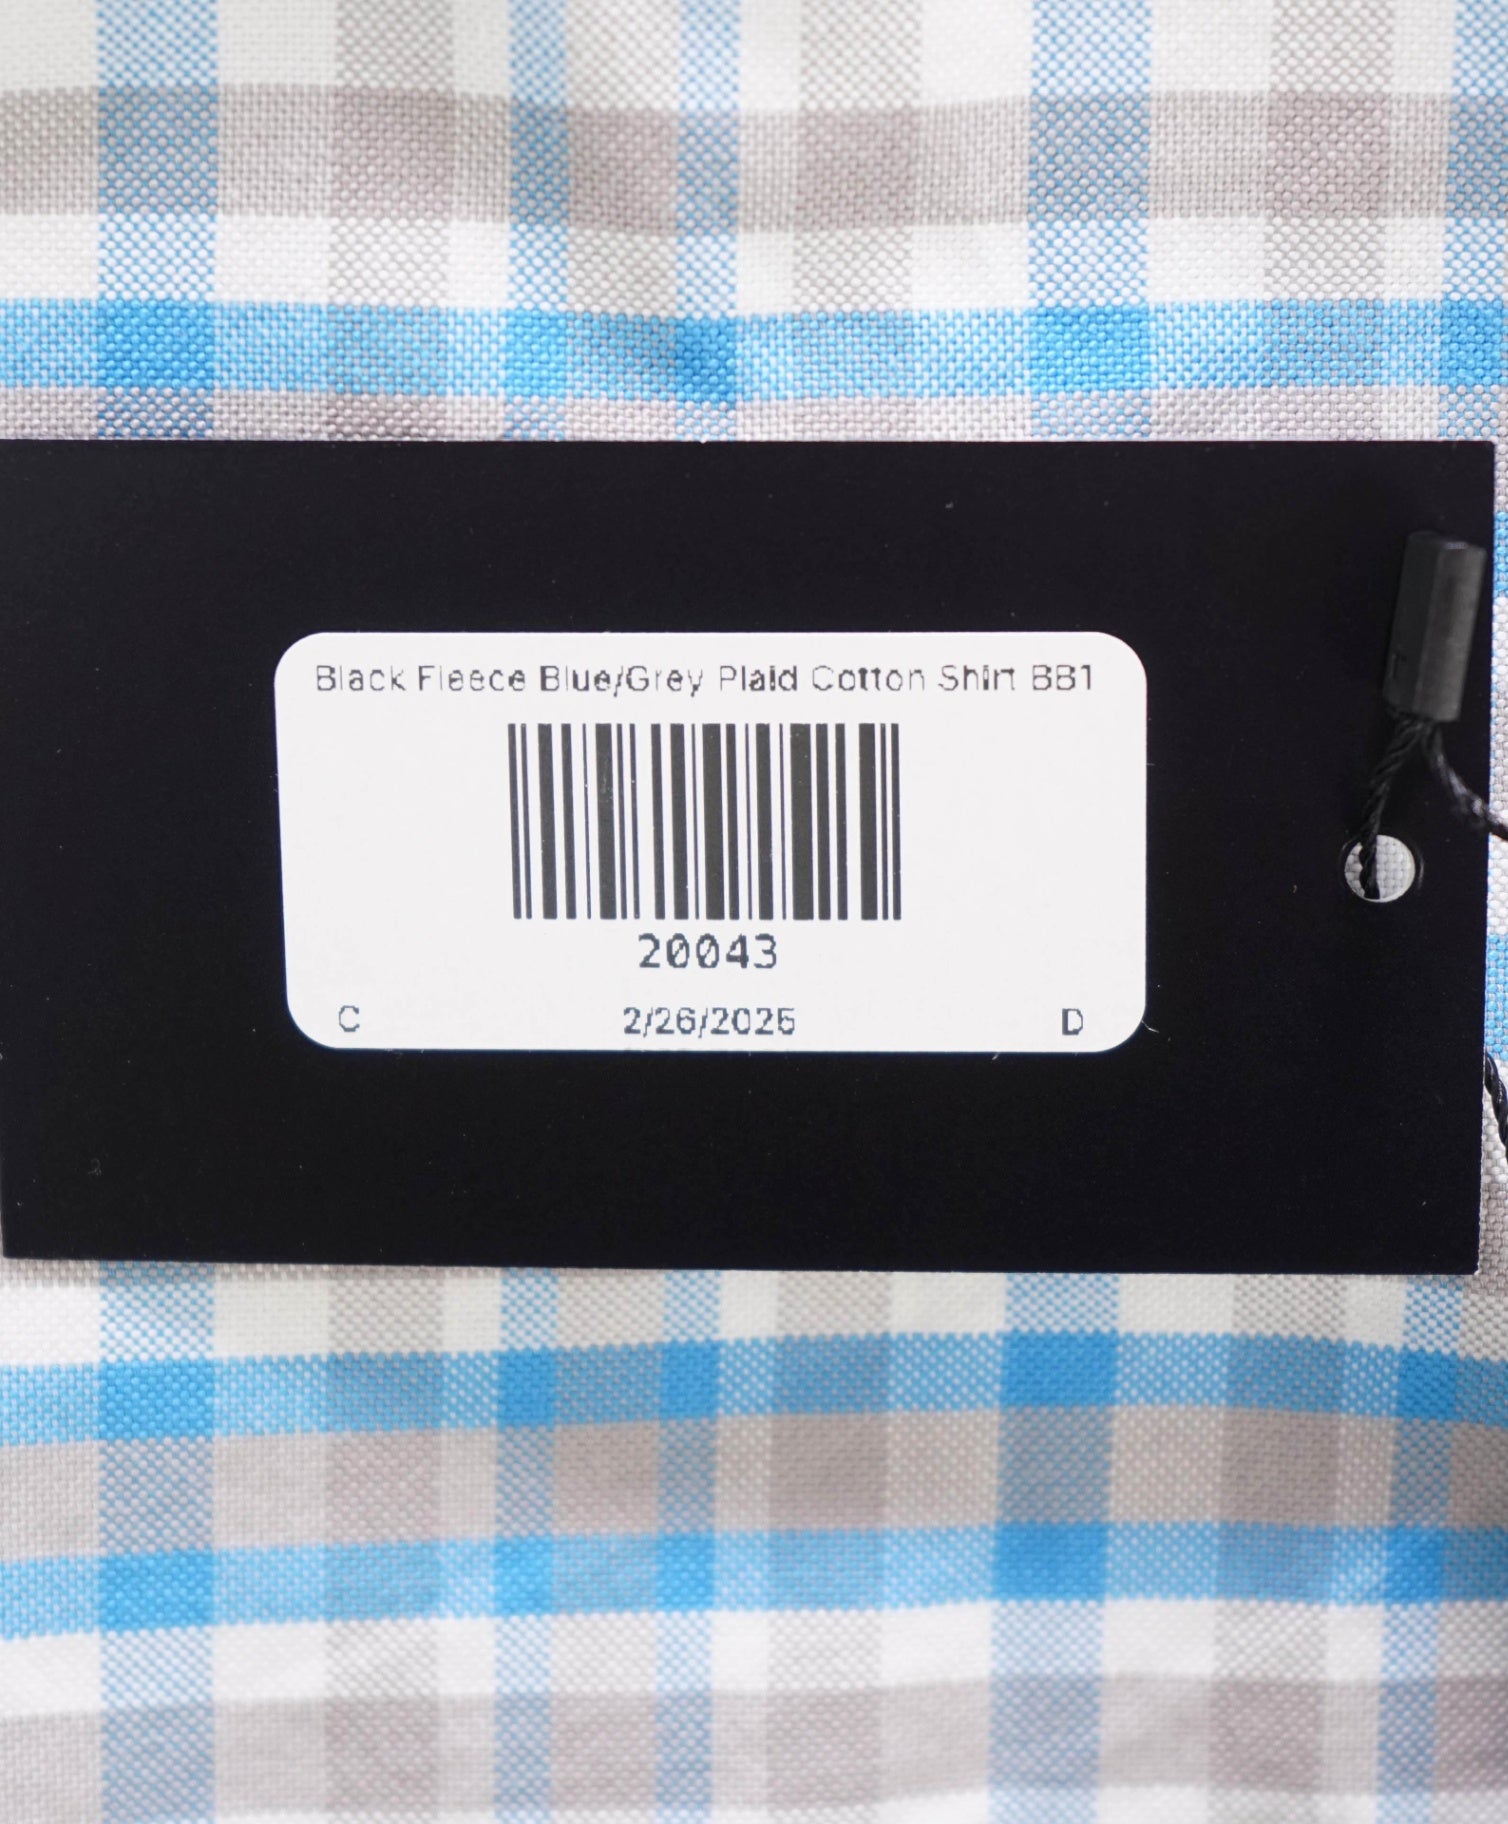 Black Fleece Blue/Grey Plaid Cotton Shirt BB1
20043
C 2/26/2025 D